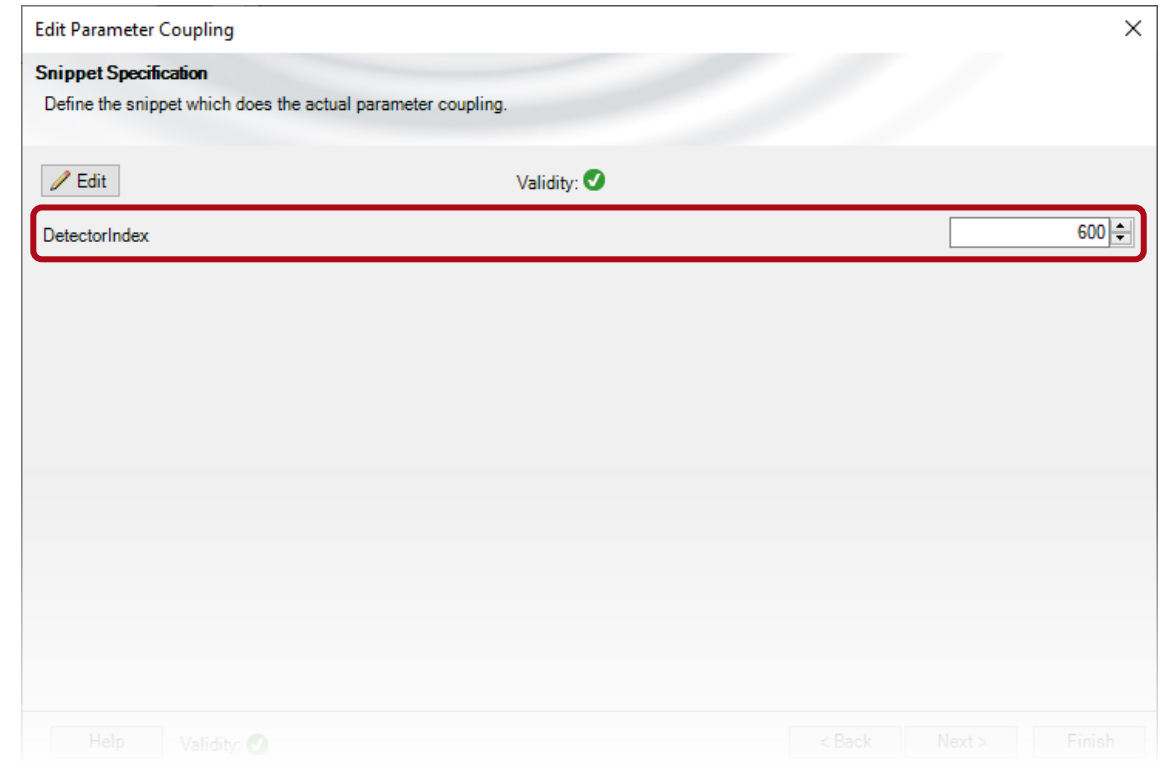 Edit Parameter Coupling
Snippet Specification
Define the snippet which does the actual parameter coupling.
Edit Validity:
DetectorIndex 600
Help Validity: < Back Next > Finish